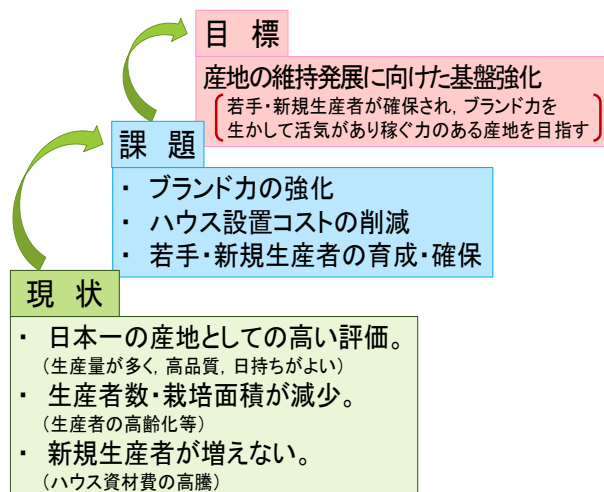 目 標
産地の維持発展に向けた基盤強化
若手・新規生産者が確保され，ブランド力を
生かして活気があり稼ぐ力のある産地を目指す
課 題
・ ブランド力の強化
・ ハウス設置コストの削減
・ 若手・新規生産者の育成・確保
現 状
・ 日本一の産地としての高い評価。
（生産量が多く，高品質，日持ちがよい）
・ 生産者数・栽培面積が減少。
（生産者の高齢化等）
・ 新規生産者が増えない。
（ハウス資材費の高騰）